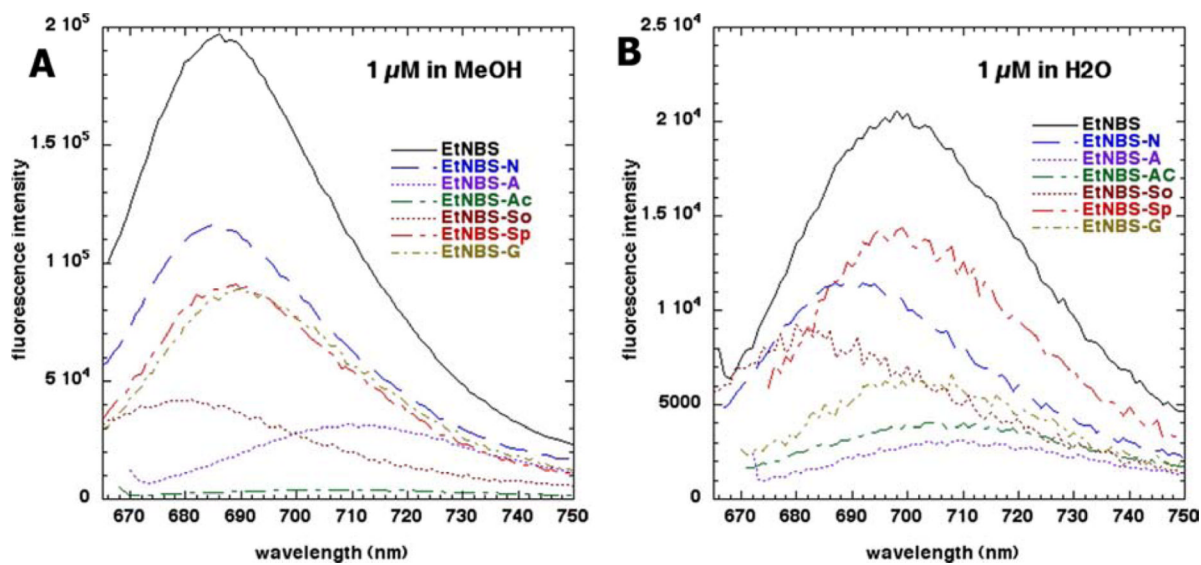 A
1 µM in MeOH
2 10⁵
1.5 10⁵
1 10⁵
5 10⁴
0
fluorescence intensity
EtNBS
EtNBS-N
EtNBS-A
EtNBS-Ac
EtNBS-So
EtNBS-Sp
EtNBS-G
670 680 690 700 710 720 730 740 750
wavelength (nm)
B
1 µM in H2O
2.5 10⁴
2 10⁴
1.5 10⁴
1 10⁴
5000
0
fluorescence intensity
EtNBS
EtNBS-N
EtNBS-A
EtNBS-AC
EtNBS-So
EtNBS-Sp
EtNBS-G
670 680 690 700 710 720 730 740 750
wavelength (nm)